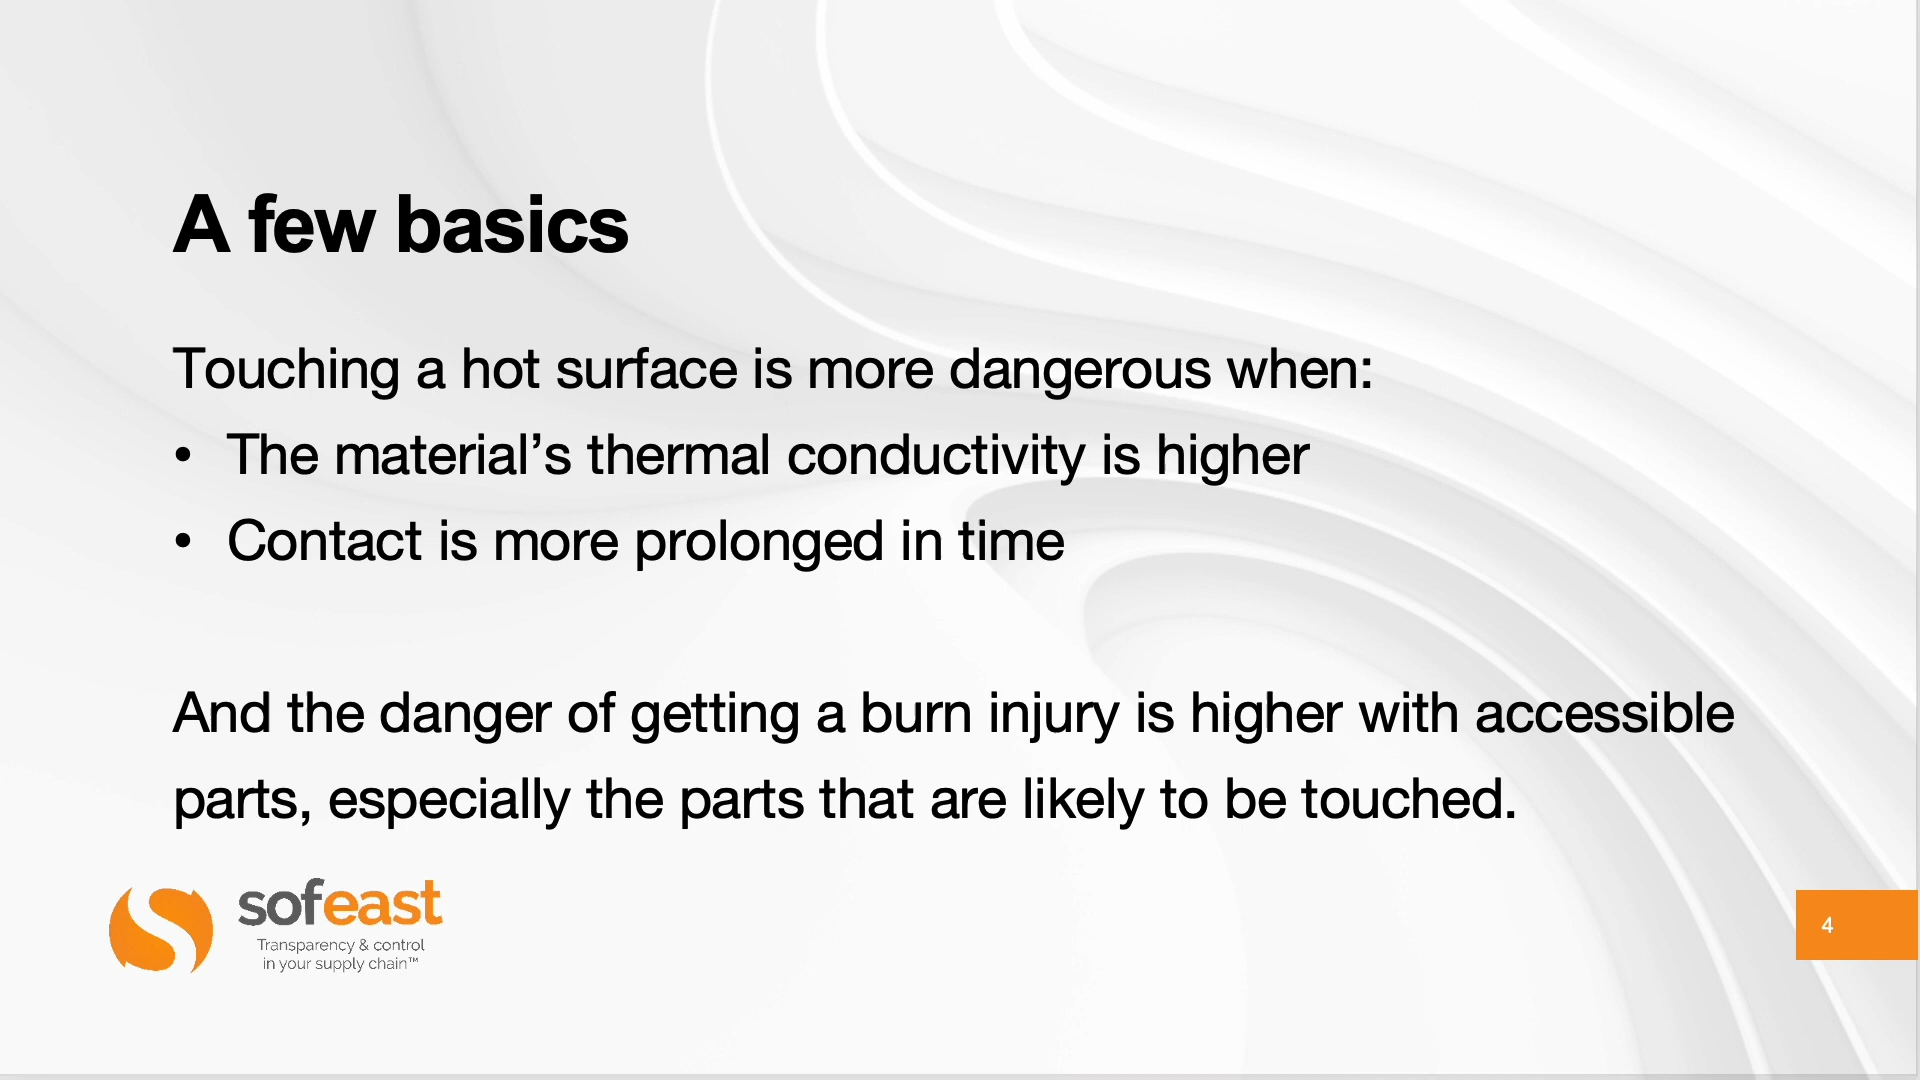 A few basics
Touching a hot surface is more dangerous when:
• The material’s thermal conductivity is higher
• Contact is more prolonged in time
And the danger of getting a burn injury is higher with accessible
parts, especially the parts that are likely to be touched.
sofeast
Transparency & control
in your supply chain™
4